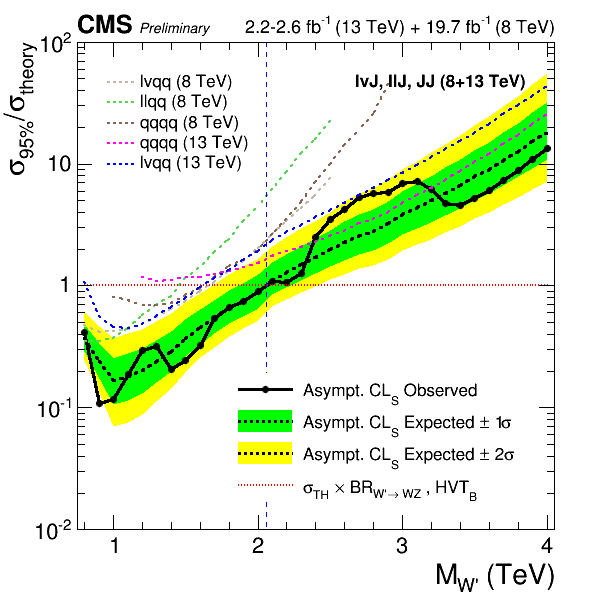 CMS Preliminary 2.2-2.6 fb⁻¹ (13 TeV) + 19.7 fb⁻¹ (8 TeV)
σ95%/σtheory
10²
10
1
10⁻¹
10⁻²
lvqq (8 TeV)
llqq (8 TeV)
qqqq (8 TeV)
qqqq (13 TeV)
lvqq (13 TeV)
lvJ, llJ, JJ (8+13 TeV)
Asympt. CLS Observed
Asympt. CLS Expected ± 1σ
Asympt. CLS Expected ± 2σ
σTH × BRW'→ WZ , HVTB
1 2 3 4
MW' (TeV)